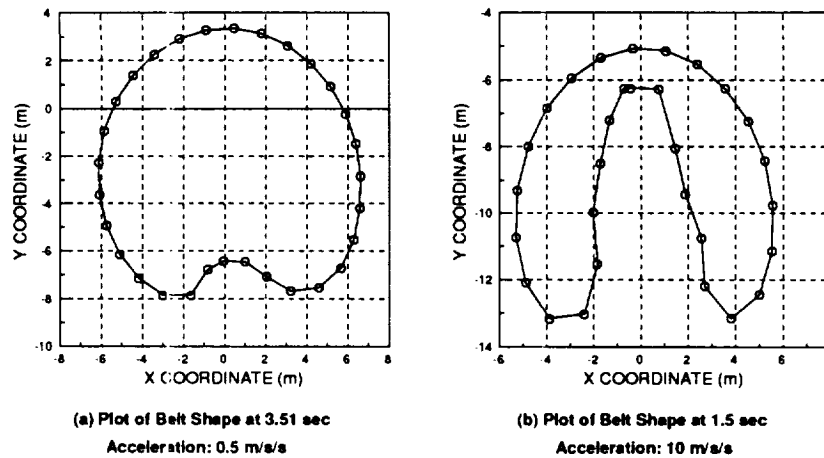 4
2
0
-2
-4
-6
-8
-10
Y COORDINATE (m)
-8 -6 -4 -2 0 2 4 6 8
X COORDINATE (m)
(a) Plot of Belt Shape at 3.51 sec
Acceleration: 0.5 m/s/s
-4
-6
-8
-10
-12
-14
Y COORDINATE (m)
-6 -4 -2 0 2 4 6
X COORDINATE (m)
(b) Plot of Belt Shape at 1.5 sec
Acceleration: 10 m/s/s